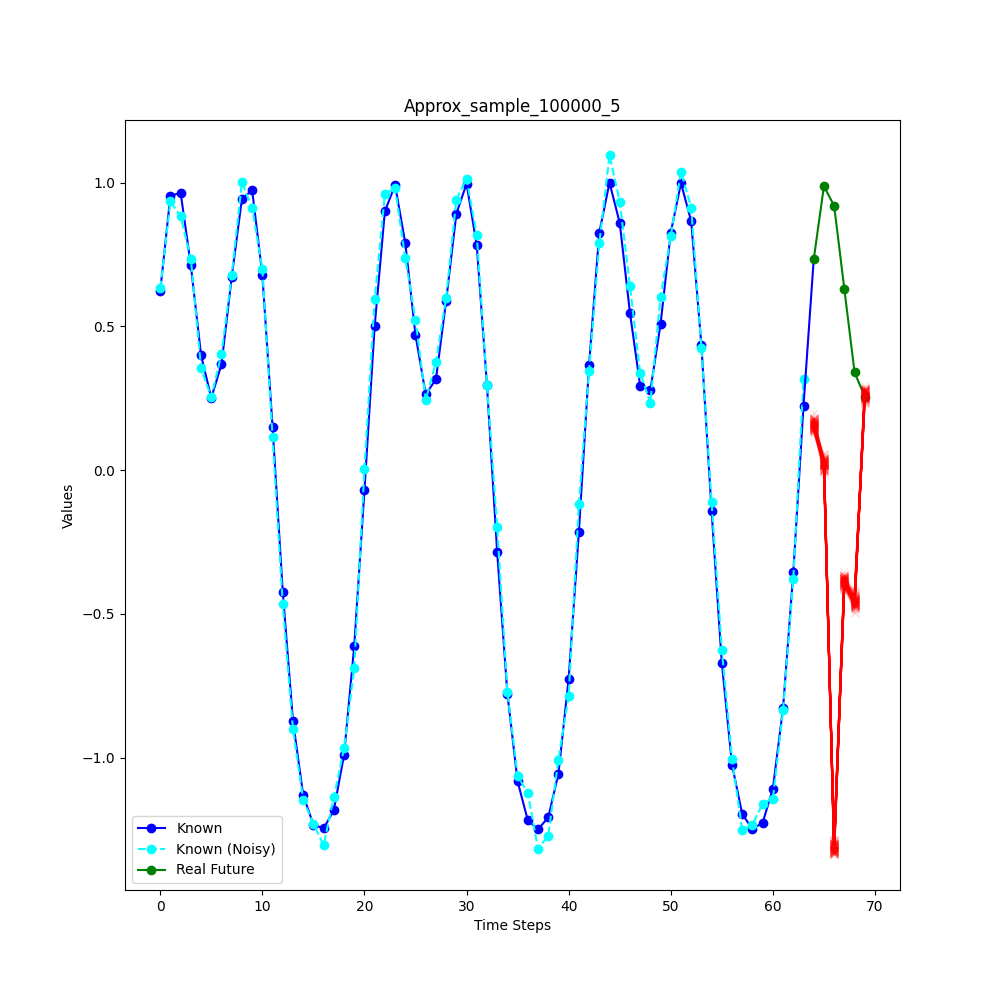 Approx_sample_100000_5
1.0
0.5
0.0
−0.5
−1.0
Values
Known
Known (Noisy)
Real Future
0 10 20 30 40 50 60 70
Time Steps